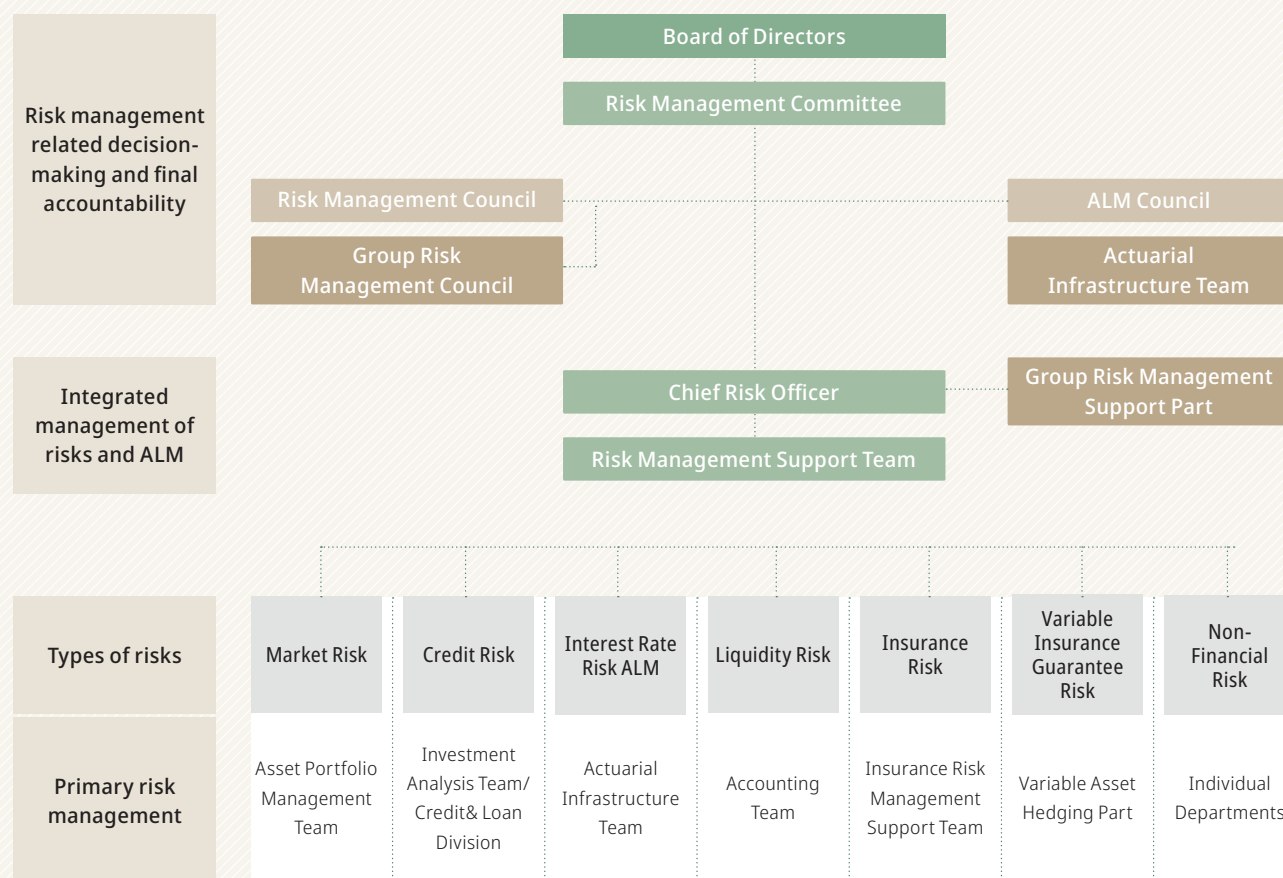 Board of Directors
Risk Management Committee
Risk management
related decision-
making and final
accountability
Risk Management Council
ALM Council
Group Risk
Management Council
Actuarial
Infrastructure Team
Integrated
management of
risks and ALM
Chief Risk Officer
Group Risk Management
Support Part
Risk Management Support Team
Types of risks
Market Risk
Credit Risk
Interest Rate
Risk ALM
Liquidity Risk
Insurance
Risk
Variable
Insurance
Guarantee
Risk
Non-
Financial
Risk
Primary risk
management
Asset Portfolio
Management
Team
Investment
Analysis Team/
Credit& Loan
Division
Actuarial
Infrastructure
Team
Accounting
Team
Insurance Risk
Management
Support Team
Variable Asset
Hedging Part
Individual
Departments